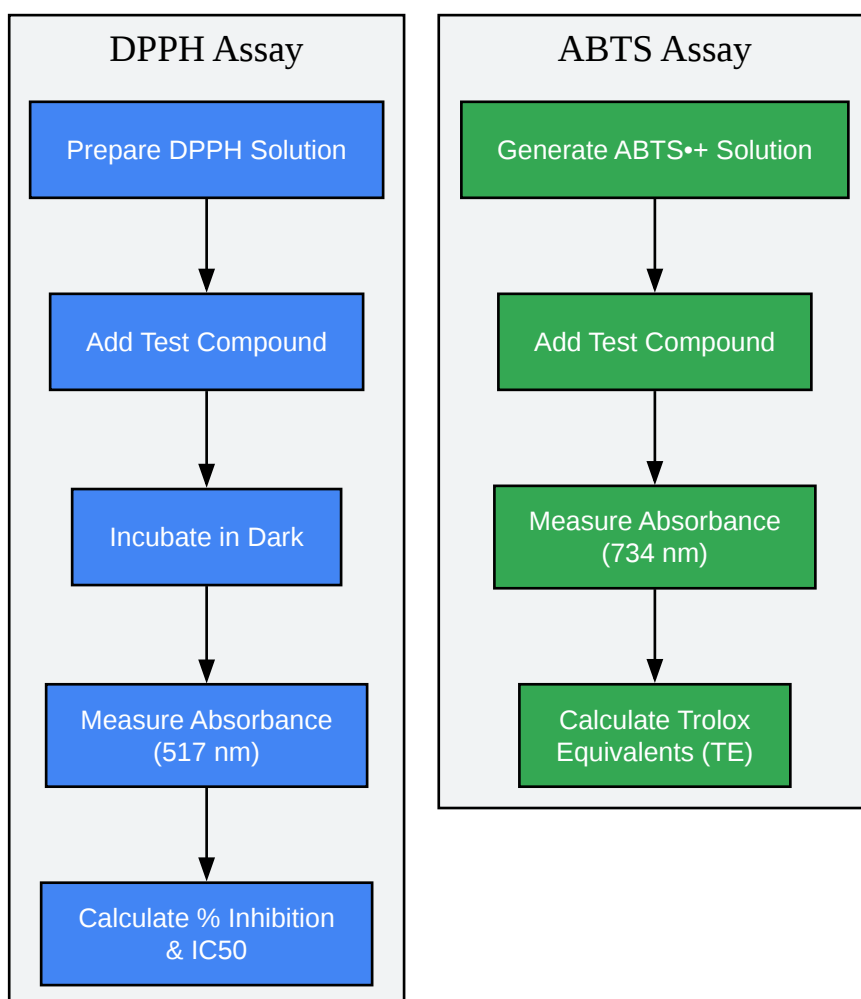 DPPH Assay
Prepare DPPH Solution
Add Test Compound
Incubate in Dark
Measure Absorbance
(517 nm)
Calculate % Inhibition
& IC50
ABTS Assay
Generate ABTS•+ Solution
Add Test Compound
Measure Absorbance
(734 nm)
Calculate Trolox
Equivalents (TE)